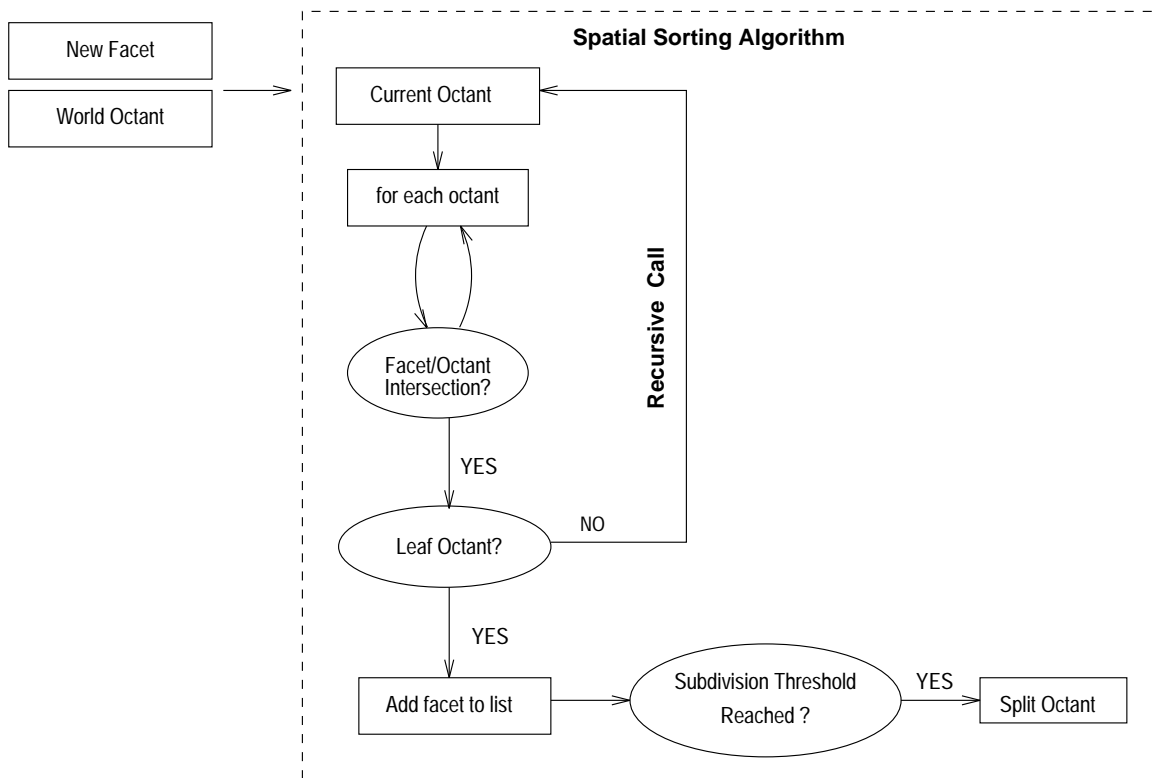 New Facet
World Octant
Spatial Sorting Algorithm
Current Octant
for each octant
Recursive Call
Facet/Octant
Intersection?
YES
Leaf Octant?
NO
YES
Add facet to list
Subdivision Threshold
Reached ?
YES
Split Octant